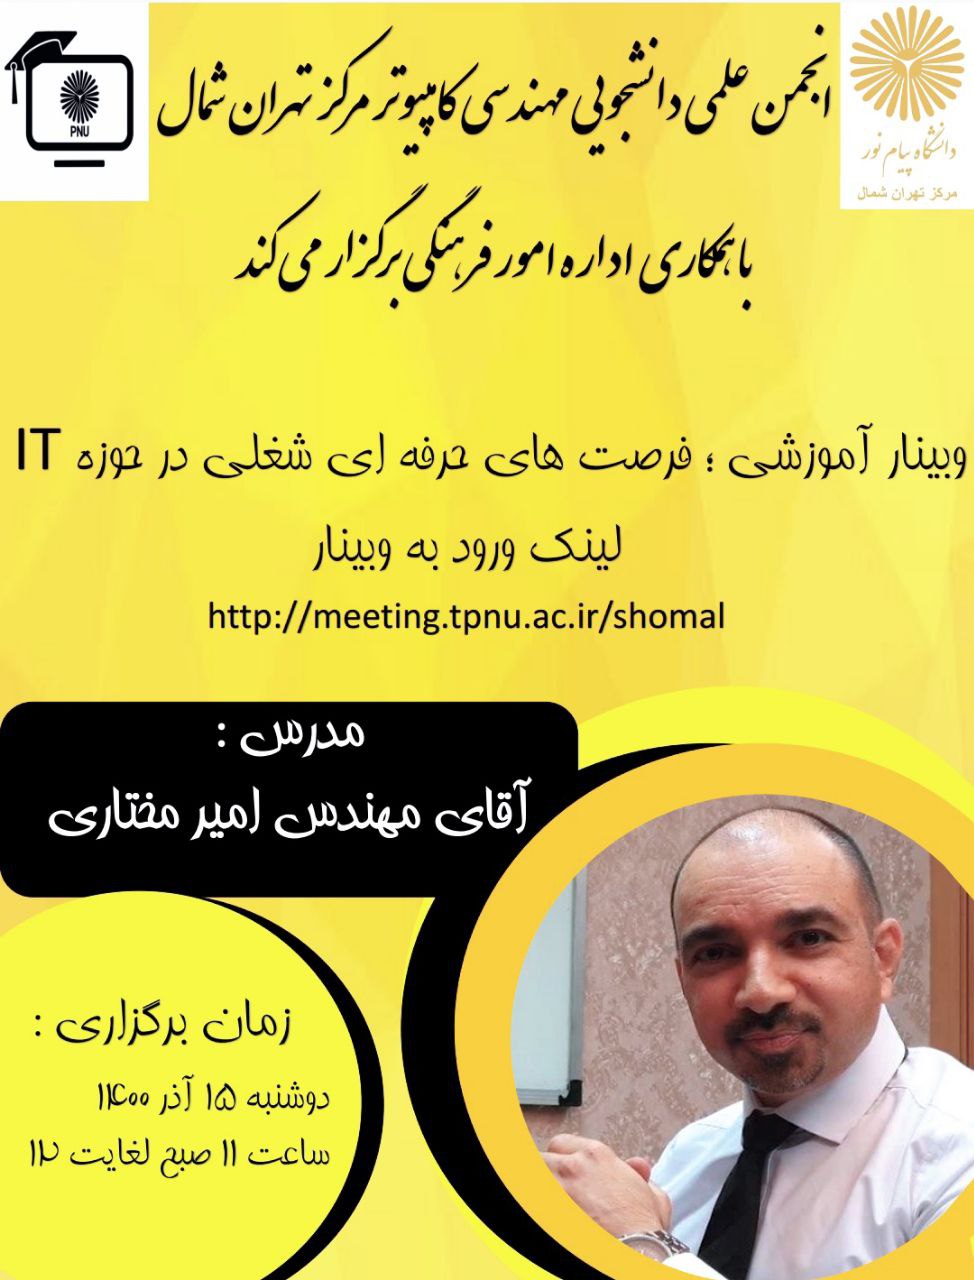 انجمن علمی دانشجویی مهندسی کامپیوتر مرکز تهران شمال
دانشگاه پیام نور
مرکز تهران شمال
PNU
با همکاری اداره امور فرهنگی برگزار می کند
وبینار آموزشی ؛ فرصت های حرفه ای شغلی در حوزه IT
لینک ورود به وبینار
http://meeting.tpnu.ac.ir/shomal
مدرس :
آقای مهندس امیر مختاری
زمان برگزاری :
دوشنبه ۱۵ آذر ۱۴۰۰
ساعت ۱۱ صبح لغایت ۱۲